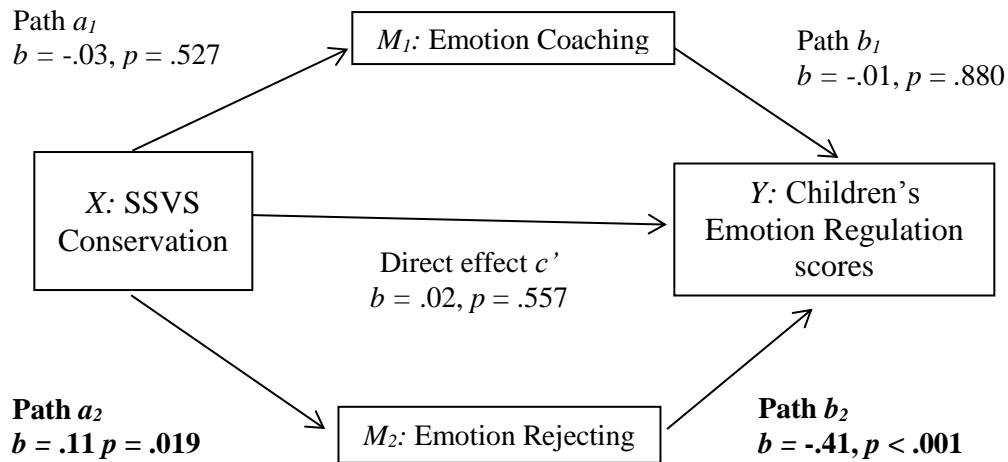 Path a1
b = -.03, p = .527
M1: Emotion Coaching
Path b1
b = -.01, p = .880
X: SSVS
Conservation
Y: Children’s
Emotion Regulation
scores
Direct effect c’
b = .02, p = .557
Path a2
b = .11 p = .019
M2: Emotion Rejecting
Path b2
b = -.41, p < .001